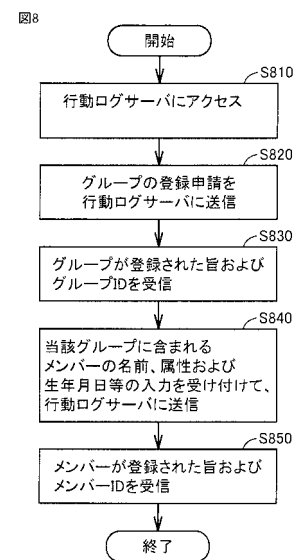 図8
開始
S810
行動ログサーバにアクセス
S820
グループの登録申請を
行動ログサーバに送信
S830
グループが登録された旨および
グループIDを受信
S840
当該グループに含まれる
メンバーの名前、属性および
生年月日等の入力を受け付けて、
行動ログサーバに送信
S850
メンバーが登録された旨および
メンバーIDを受信
終了